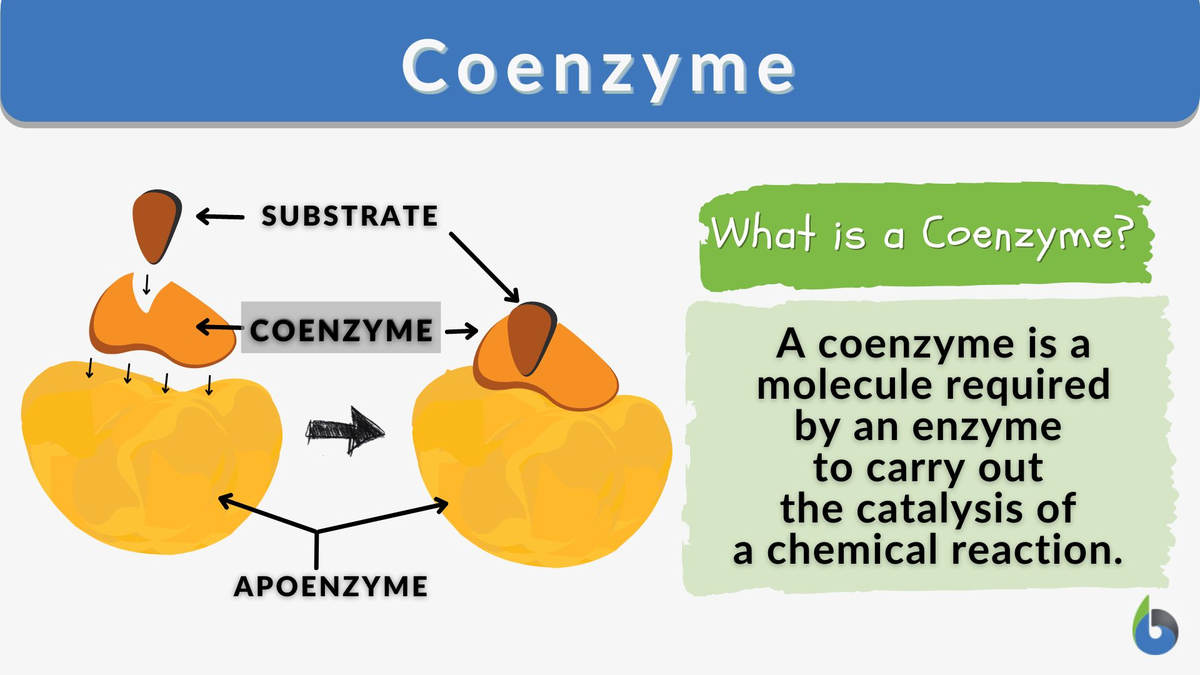 Coenzyme
SUBSTRATE
COENZYME
APOENZYME
What is a Coenzyme?
A coenzyme is a
molecule required
by an enzyme
to carry out
the catalysis of
a chemical reaction.